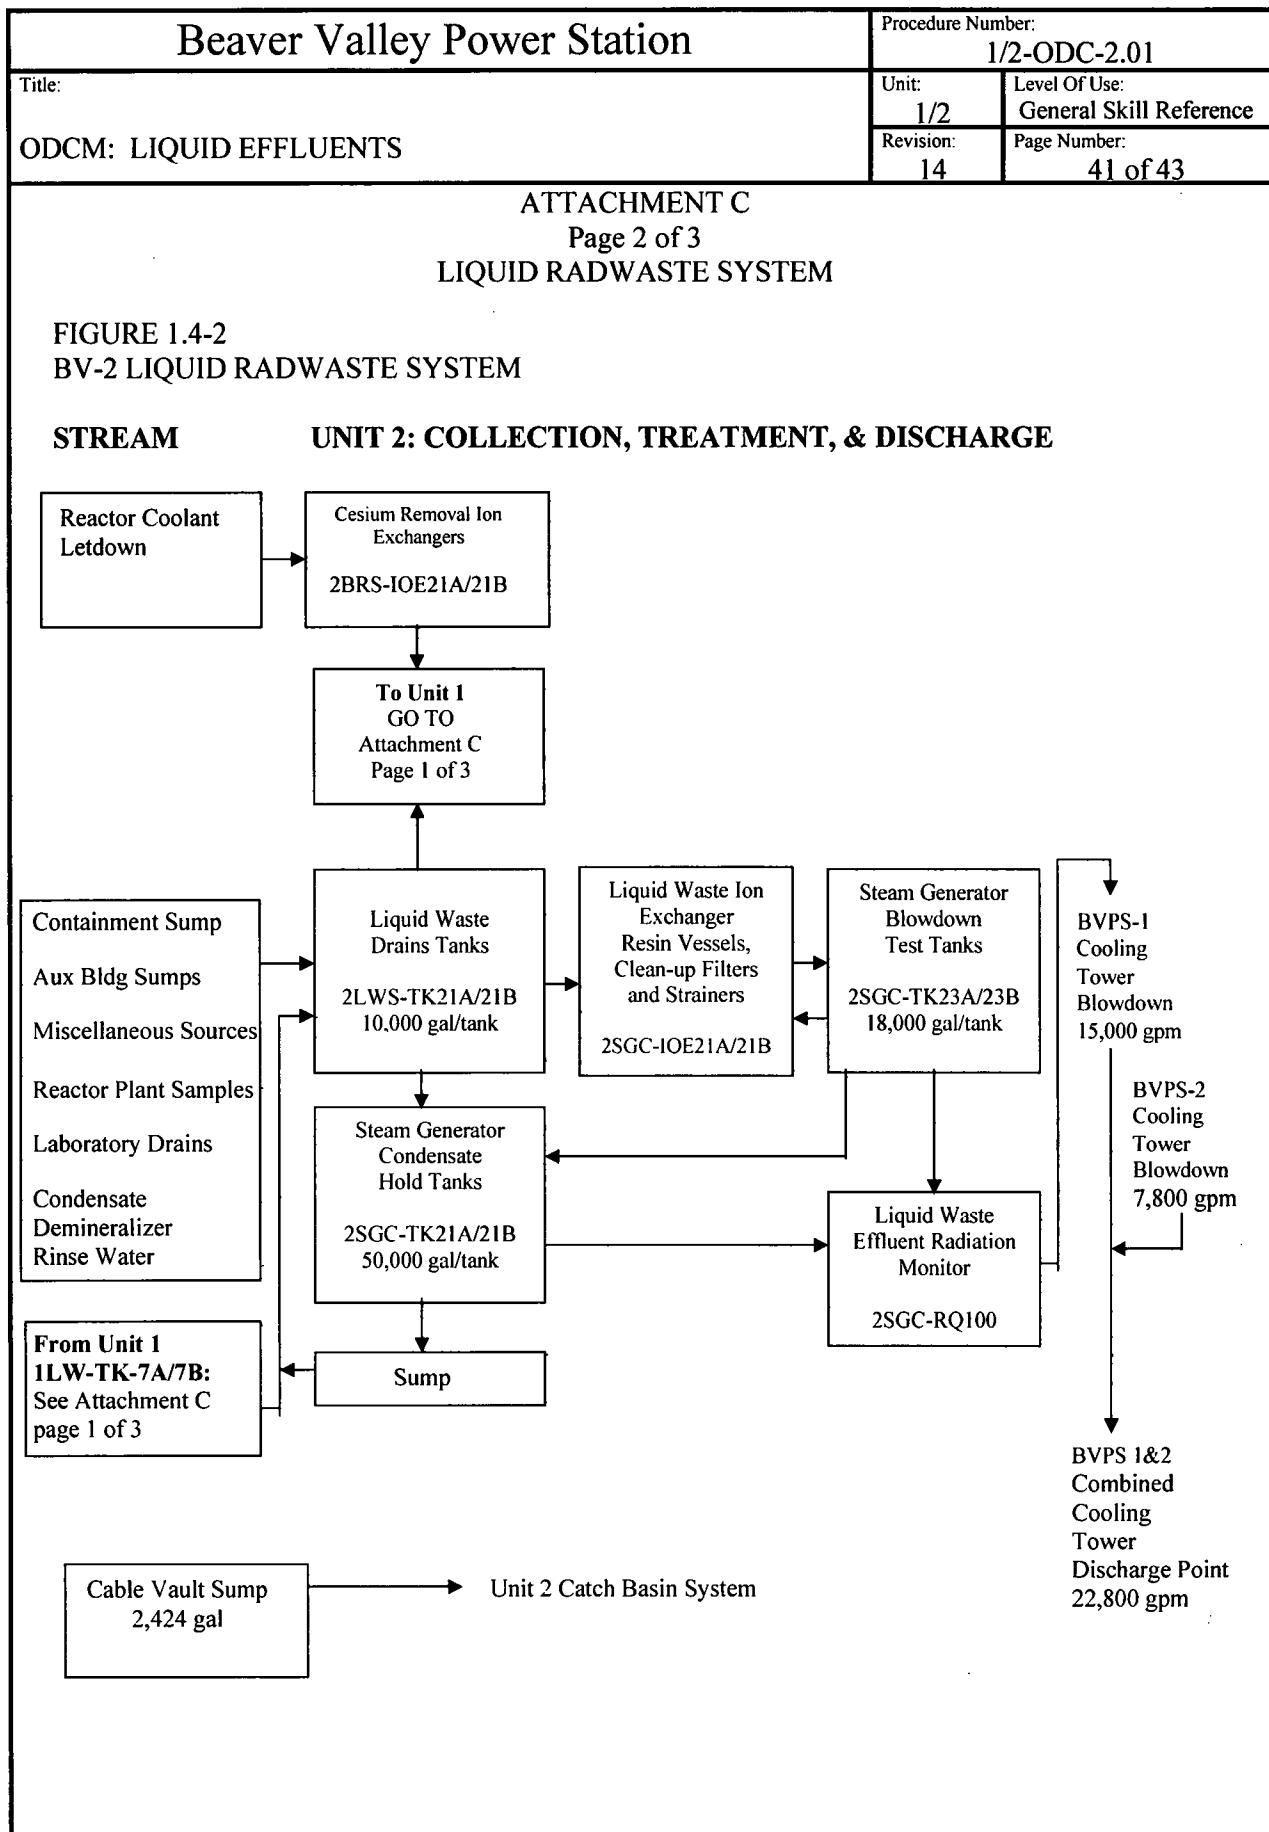 Beaver Valley Power Station
Procedure Number:
1/2-ODC-2.01
Title:
ODCM: LIQUID EFFLUENTS
Unit:
1/2
Level Of Use:
General Skill Reference
Revision:
14
Page Number:
41 of 43
ATTACHMENT C
Page 2 of 3
LIQUID RADWASTE SYSTEM
FIGURE 1.4-2
BV-2 LIQUID RADWASTE SYSTEM
STREAM
UNIT 2: COLLECTION, TREATMENT, & DISCHARGE
Reactor Coolant
Letdown
Cesium Removal Ion
Exchangers
2BRS-IOE21A/21B
To Unit 1
GO TO
Attachment C
Page 1 of 3
Containment Sump
Aux Bldg Sumps
Miscellaneous Sources
Reactor Plant Samples
Laboratory Drains
Condensate
Demineralizer
Rinse Water
Liquid Waste
Drains Tanks
2LWS-TK21A/21B
10,000 gal/tank
Liquid Waste Ion
Exchanger
Resin Vessels,
Clean-up Filters
and Strainers
2SGC-IOE21A/21B
Steam Generator
Blowdown
Test Tanks
2SGC-TK23A/23B
18,000 gal/tank
BVPS-1
Cooling
Tower
Blowdown
15,000 gpm
BVPS-2
Cooling
Tower
Blowdown
7,800 gpm
Steam Generator
Condensate
Hold Tanks
2SGC-TK21A/21B
50,000 gal/tank
Liquid Waste
Effluent Radiation
Monitor
2SGC-RQ100
From Unit 1
1LW-TK-7A/7B:
See Attachment C
page 1 of 3
Sump
BVPS 1&2
Combined
Cooling
Tower
Discharge Point
22,800 gpm
Cable Vault Sump
2,424 gal
Unit 2 Catch Basin System